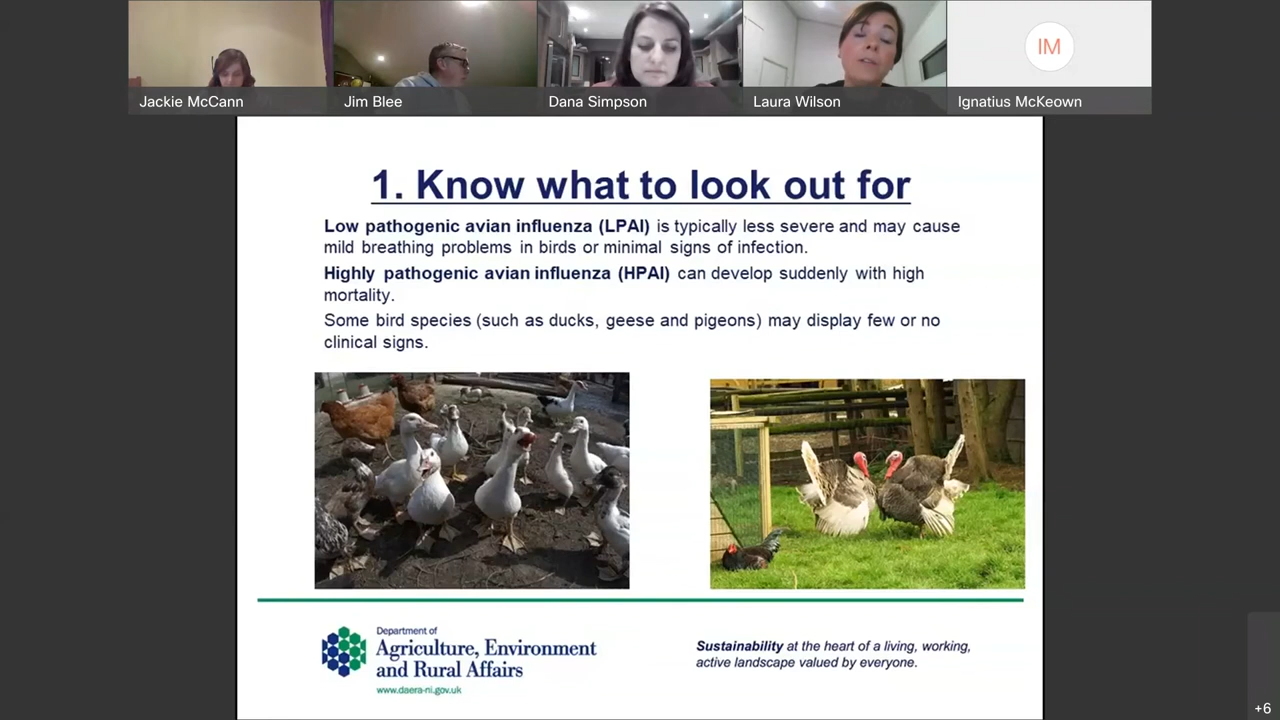 IM
Jackie McCann
Jim Blee
Dana Simpson
Laura Wilson
Ignatius McKeown
1. Know what to look out for
Low pathogenic avian influenza (LPAI) is typically less severe and may cause
mild breathing problems in birds or minimal signs of infection.
Highly pathogenic avian influenza (HPAI) can develop suddenly with high
mortality.
Some bird species (such as ducks, geese and pigeons) may display few or no
clinical signs.
Department of
Agriculture, Environment
and Rural Affairs
www.daera-ni.gov.uk
Sustainability at the heart of a living, working,
active landscape valued by everyone.
+6